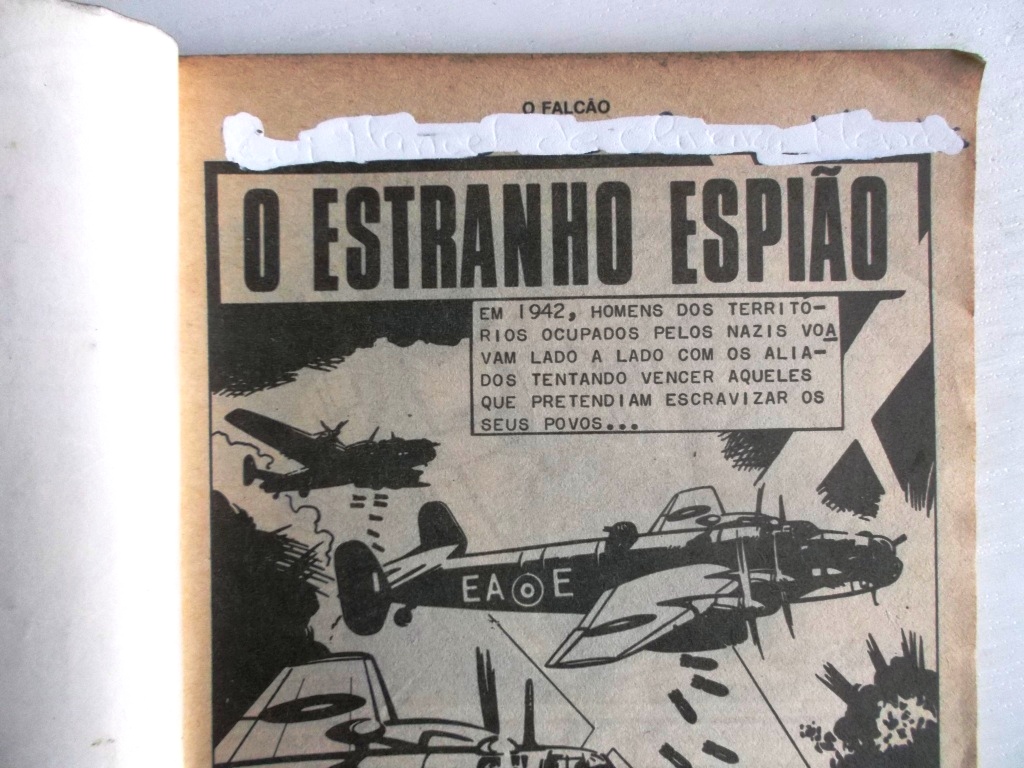 O FALCÃO
O ESTRANHO ESPIÃO
EM 1942, HOMENS DOS TERRITÓ-
RIOS OCUPADOS PELOS NAZIS VOA
VAM LADO A LADO COM OS ALIA-
DOS TENTANDO VENCER AQUELES
QUE PRETENDIAM ESCRAVIZAR OS
SEUS POVOS...
EA E